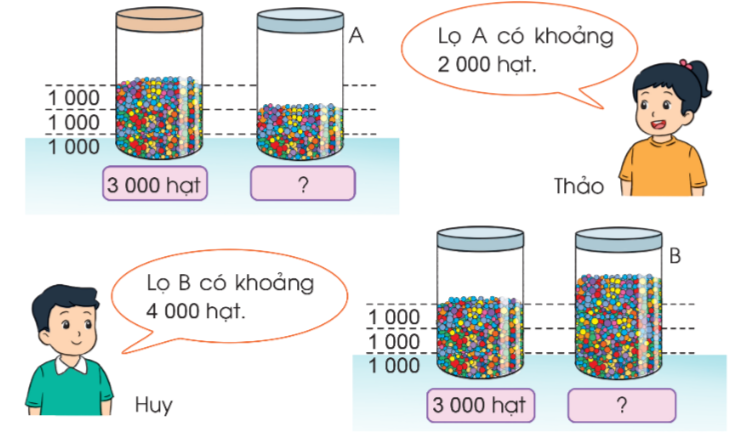 A
Lọ A có khoảng
2 000 hạt.
1 000
1 000
1 000
3 000 hạt
?
Thảo
Lọ B có khoảng
4 000 hạt.
B
1 000
1 000
1 000
Huy
3 000 hạt
?